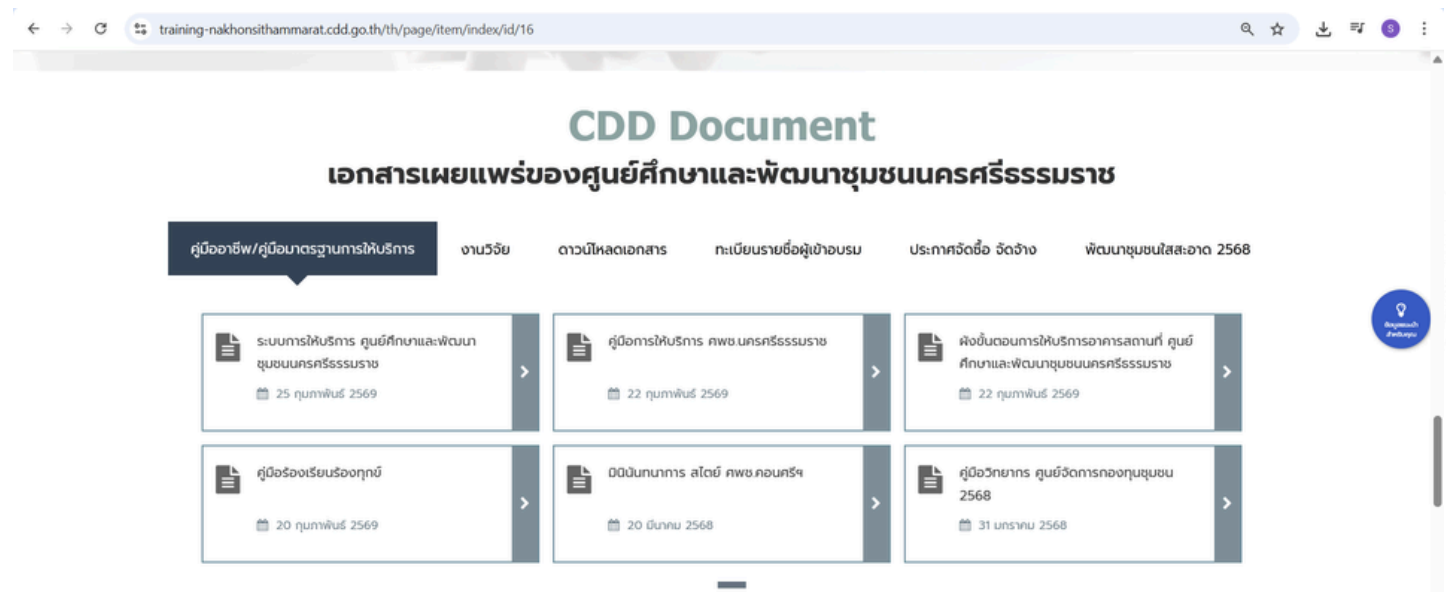 training-nakhonsithammarat.cdd.go.th/th/page/item/index/id/16
S
CDD Document
เอกสารเผยแพร่ของศูนย์ศึกษาและพัฒนาชุมชนนครศรีธรรมราช
คู่มืออาชีพ/คู่มือมาตรฐานการให้บริการ งานวิจัย ดาวน์โหลดเอกสาร ทะเบียนรายชื่อผู้เข้าอบรม ประกาศจัดซื้อ จัดจ้าง พัฒนาชุมชนใสสะอาด 2568
ข้อมูลแนะนำ
สำหรับคุณ
ระบบการให้บริการ ศูนย์ศึกษาและพัฒนา
ชุมชนนครศรีธรรมราช
25 กุมภาพันธ์ 2569
คู่มือการให้บริการ ศพช.นครศรีธรรมราช
22 กุมภาพันธ์ 2569
ผังขั้นตอนการให้บริการอาคารสถานที่ ศูนย์
ศึกษาและพัฒนาชุมชนนครศรีธรรมราช
22 กุมภาพันธ์ 2569
คู่มือร้องเรียนร้องทุกข์
20 กุมภาพันธ์ 2569
มินินันทนาการ สไตย์ ศพช.คอนศรีฯ
20 มีนาคม 2568
คู่มือวิทยากร ศูนย์จัดการกองทุนชุมชน
2568
31 มกราคม 2568